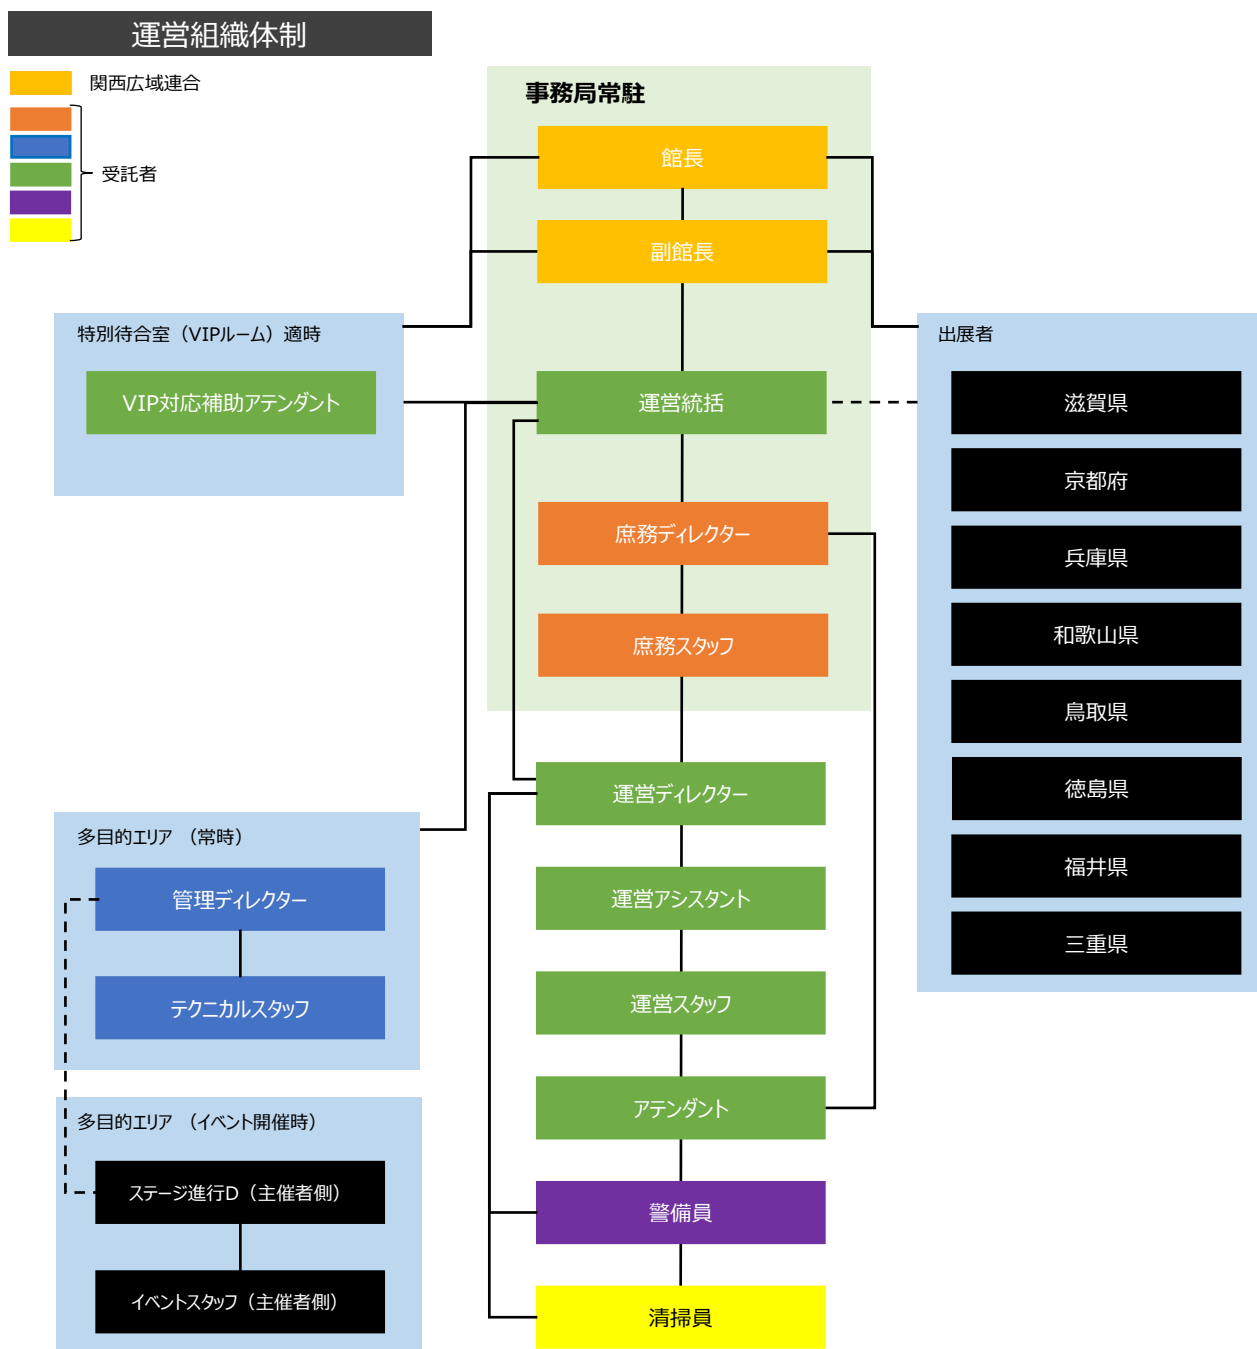 運営組織体制
関西広域連合
受託者
事務局常駐
館長
副館長
特別待合室（VIPルーム）適時
VIP対応補助アテンダント
運営統括
庶務ディレクター
庶務スタッフ
運営ディレクター
運営アシスタント
運営スタッフ
アテンダント
警備員
清掃員
多目的エリア （常時）
管理ディレクター
テクニカルスタッフ
多目的エリア （イベント開催時）
ステージ進行D（主催者側）
イベントスタッフ（主催者側）
出展者
滋賀県
京都府
兵庫県
和歌山県
鳥取県
徳島県
福井県
三重県